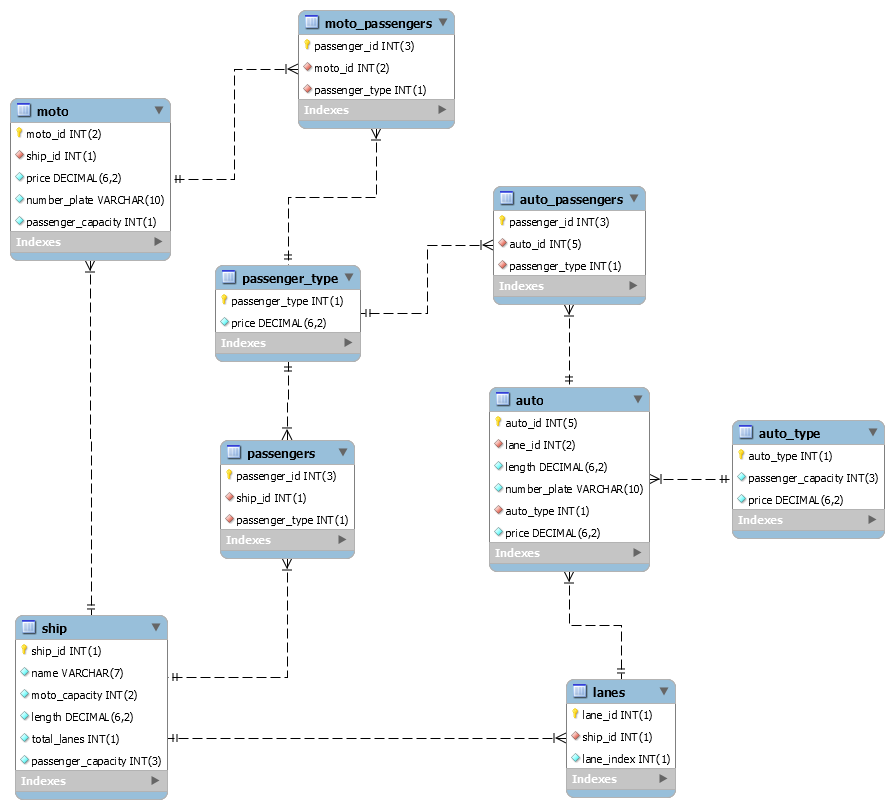 moto_passengers
passenger_id INT(3)
moto_id INT(2)
passenger_type INT(1)
Indexes
moto
moto_id INT(2)
ship_id INT(1)
price DECIMAL(6,2)
number_plate VARCHAR(10)
passenger_capacity INT(1)
Indexes
auto_passengers
passenger_id INT(3)
auto_id INT(5)
passenger_type INT(1)
Indexes
passenger_type
passenger_type INT(1)
price DECIMAL(6,2)
Indexes
auto
auto_id INT(5)
lane_id INT(2)
length DECIMAL(6,2)
number_plate VARCHAR(10)
auto_type INT(1)
price DECIMAL(6,2)
Indexes
auto_type
auto_type INT(1)
passenger_capacity INT(3)
price DECIMAL(6,2)
Indexes
passengers
passenger_id INT(3)
ship_id INT(1)
passenger_type INT(1)
Indexes
ship
ship_id INT(1)
name VARCHAR(7)
moto_capacity INT(2)
length DECIMAL(6,2)
total_lanes INT(1)
passenger_capacity INT(3)
Indexes
lanes
lane_id INT(1)
ship_id INT(1)
lane_index INT(1)
Indexes